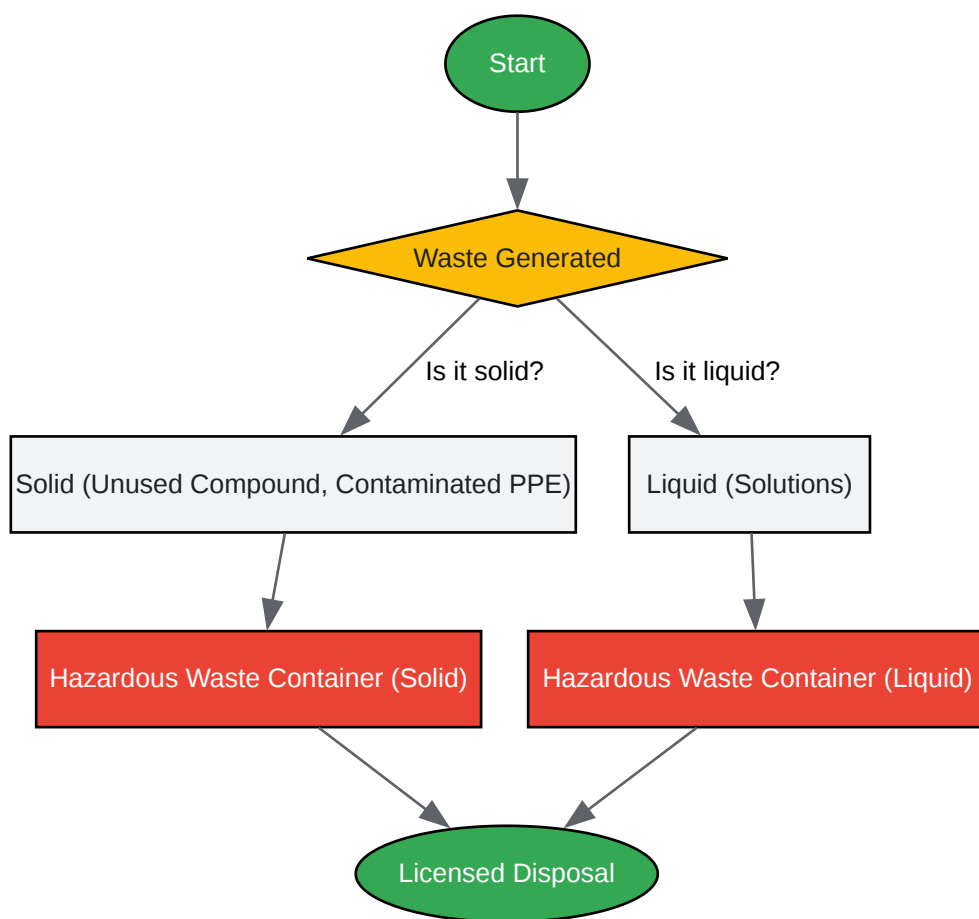 Start
Waste Generated
Is it solid?
Is it liquid?
Solid (Unused Compound, Contaminated PPE)
Liquid (Solutions)
Hazardous Waste Container (Solid)
Hazardous Waste Container (Liquid)
Licensed Disposal